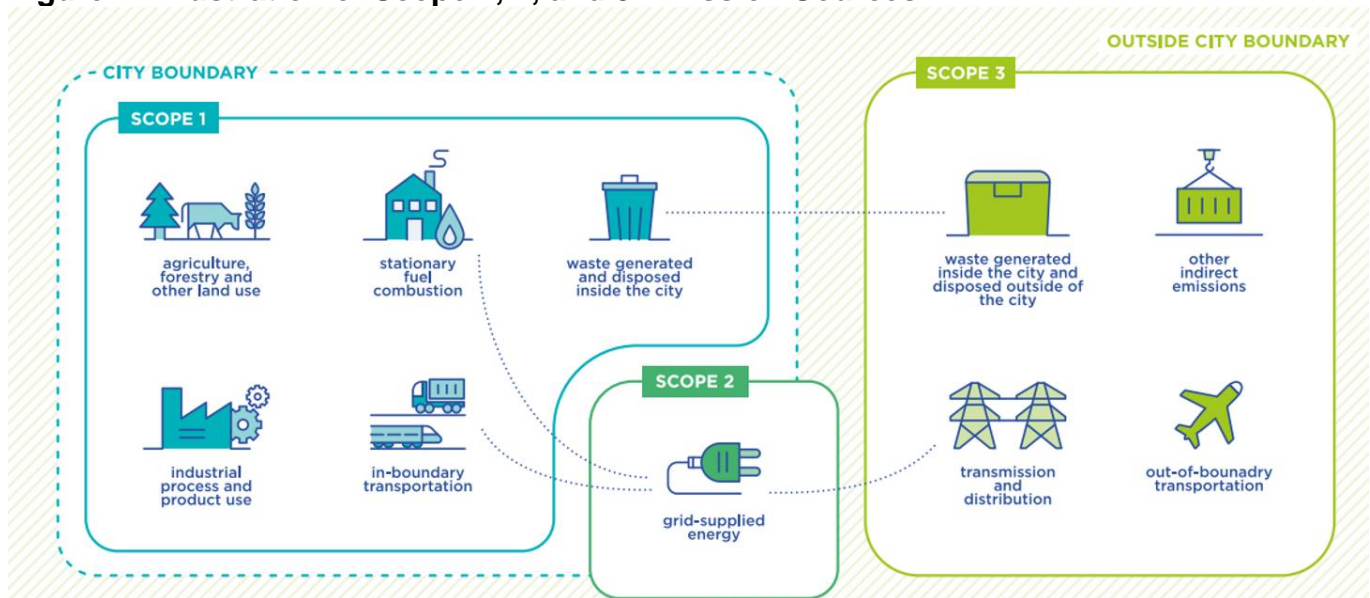 OUTSIDE CITY BOUNDARY
CITY BOUNDARY
SCOPE 1
agriculture,
forestry and
other land use
stationary
fuel
combustion
waste generated
and disposed
inside the city
industrial
process and
product use
in-boundary
transportation
SCOPE 2
grid-supplied
energy
SCOPE 3
waste generated
inside the city and
disposed outside of
the city
other
indirect
emissions
transmission
and
distribution
out-of-bounadry
transportation